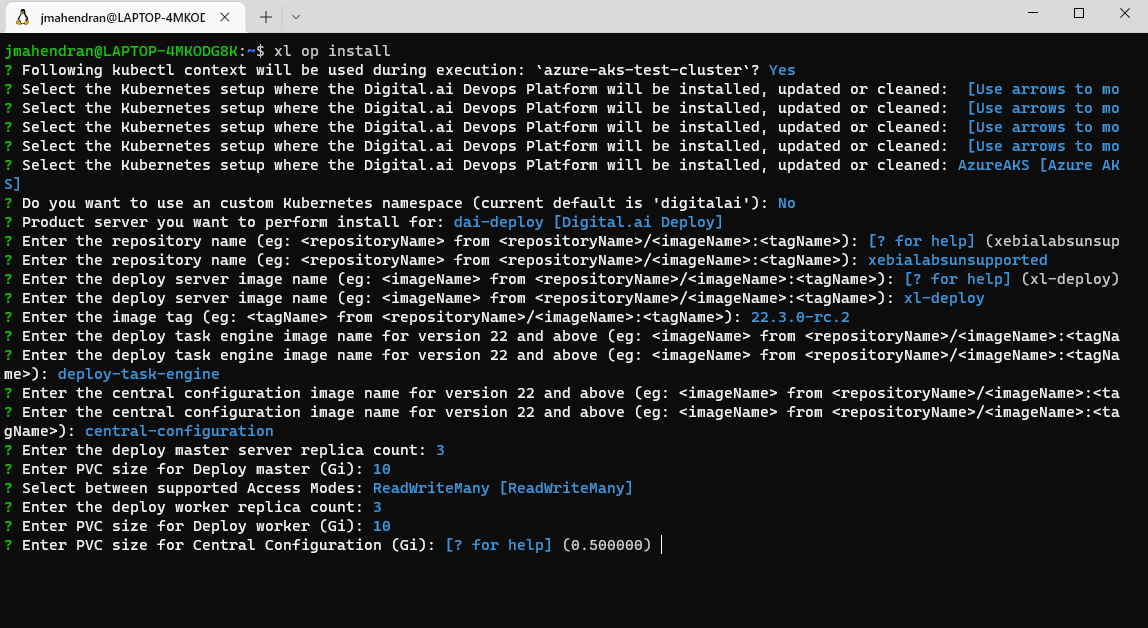 jmahendran@LAPTOP-4MKOD
jmahendran@LAPTOP-4MKODG8K:~$ xl op install
? Following kubectl context will be used during execution: `azure-aks-test-cluster`? Yes
? Select the Kubernetes setup where the Digital.ai Devops Platform will be installed, updated or cleaned:  [Use arrows to mo
? Select the Kubernetes setup where the Digital.ai Devops Platform will be installed, updated or cleaned:  [Use arrows to mo
? Select the Kubernetes setup where the Digital.ai Devops Platform will be installed, updated or cleaned:  [Use arrows to mo
? Select the Kubernetes setup where the Digital.ai Devops Platform will be installed, updated or cleaned:  [Use arrows to mo
? Select the Kubernetes setup where the Digital.ai Devops Platform will be installed, updated or cleaned: AzureAKS [Azure AK
S]
? Do you want to use an custom Kubernetes namespace (current default is 'digitalai'): No
? Product server you want to perform install for: dai-deploy [Digital.ai Deploy]
? Enter the repository name (eg: <repositoryName> from <repositoryName>/<imageName>:<tagName>): [? for help] (xebialabsunsup
? Enter the repository name (eg: <repositoryName> from <repositoryName>/<imageName>:<tagName>): xebialabsunsupported
? Enter the deploy server image name (eg: <imageName> from <repositoryName>/<imageName>:<tagName>): [? for help] (xl-deploy)
? Enter the deploy server image name (eg: <imageName> from <repositoryName>/<imageName>:<tagName>): xl-deploy
? Enter the image tag (eg: <tagName> from <repositoryName>/<imageName>:<tagName>): 22.3.0-rc.2
? Enter the deploy task engine image name for version 22 and above (eg: <imageName> from <repositoryName>/<imageName>:<tagNa
? Enter the deploy task engine image name for version 22 and above (eg: <imageName> from <repositoryName>/<imageName>:<tagNa
me>): deploy-task-engine
? Enter the central configuration image name for version 22 and above (eg: <imageName> from <repositoryName>/<imageName>:<ta
? Enter the central configuration image name for version 22 and above (eg: <imageName> from <repositoryName>/<imageName>:<ta
gName>): central-configuration
? Enter the deploy master server replica count: 3
? Enter PVC size for Deploy master (Gi): 10
? Select between supported Access Modes: ReadWriteMany [ReadWriteMany]
? Enter the deploy worker replica count: 3
? Enter PVC size for Deploy worker (Gi): 10
? Enter PVC size for Central Configuration (Gi): [? for help] (0.500000)